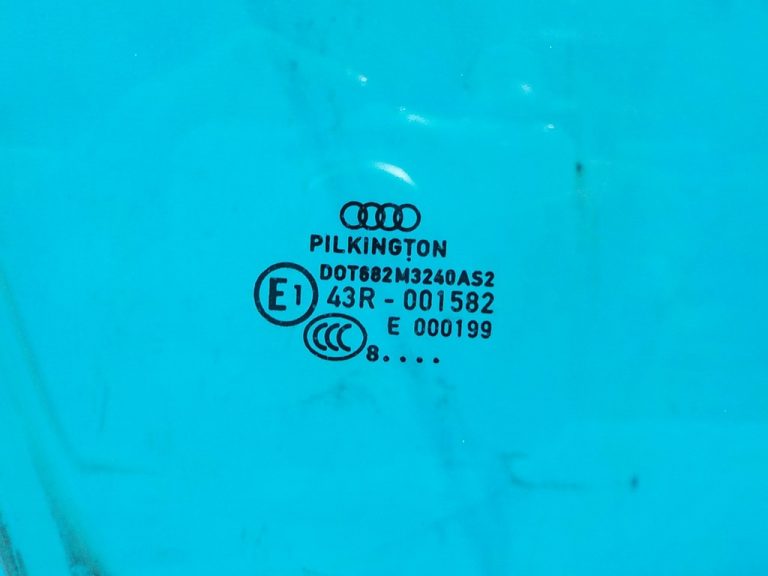 PILKINGTON
DOT682M3240AS2
E1 43R - 001582
E 000199
CCC
8....